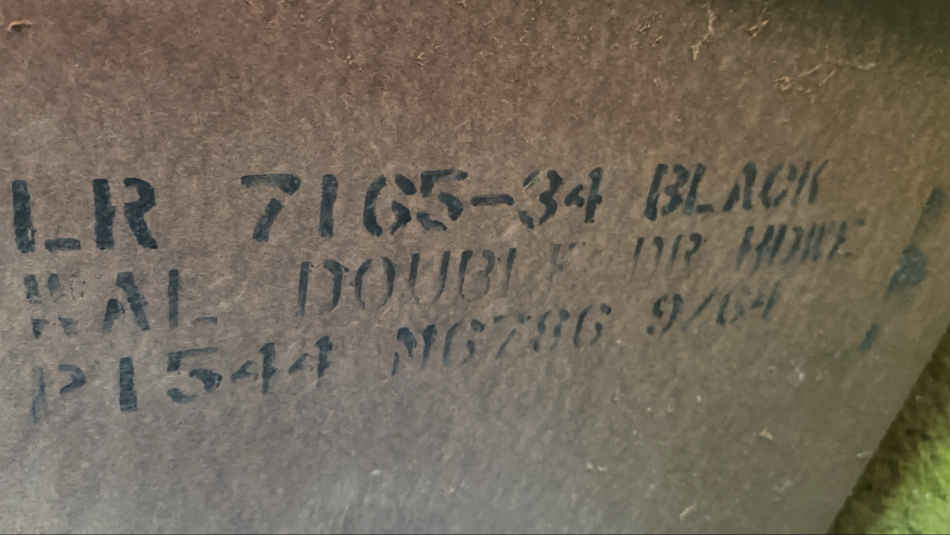 LR 7165-34 BLACK
WAL DOUBLE DR HDWE
P1544 M6786 9/64